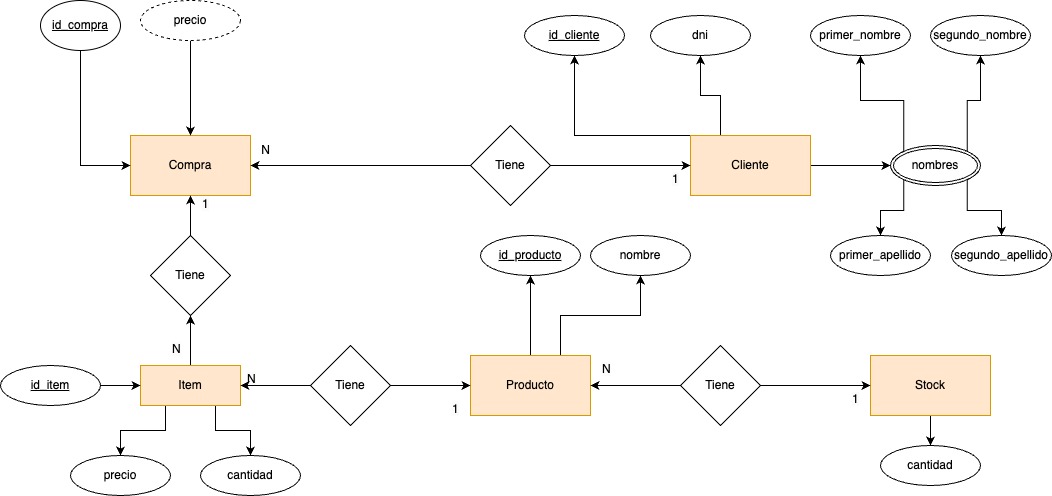 id_compra
precio
id_cliente
dni
primer_nombre
segundo_nombre
N
Compra
Tiene
Cliente
nombres
1
1
Tiene
id_producto
nombre
primer_apellido
segundo_apellido
N
N
id_item
Item
N
Tiene
Producto
Tiene
Stock
1
1
precio
cantidad
cantidad